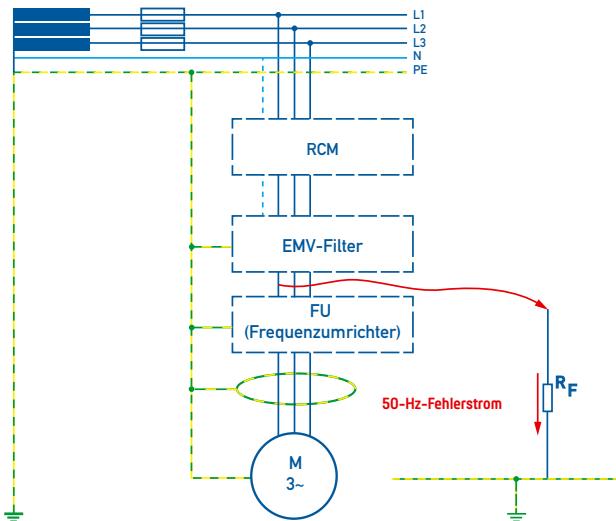 L1
L2
L3
N
PE
RCM
EMV-Filter
FU
(Frequenzumrichter)
50-Hz-Fehlerstrom
RF
M
3~